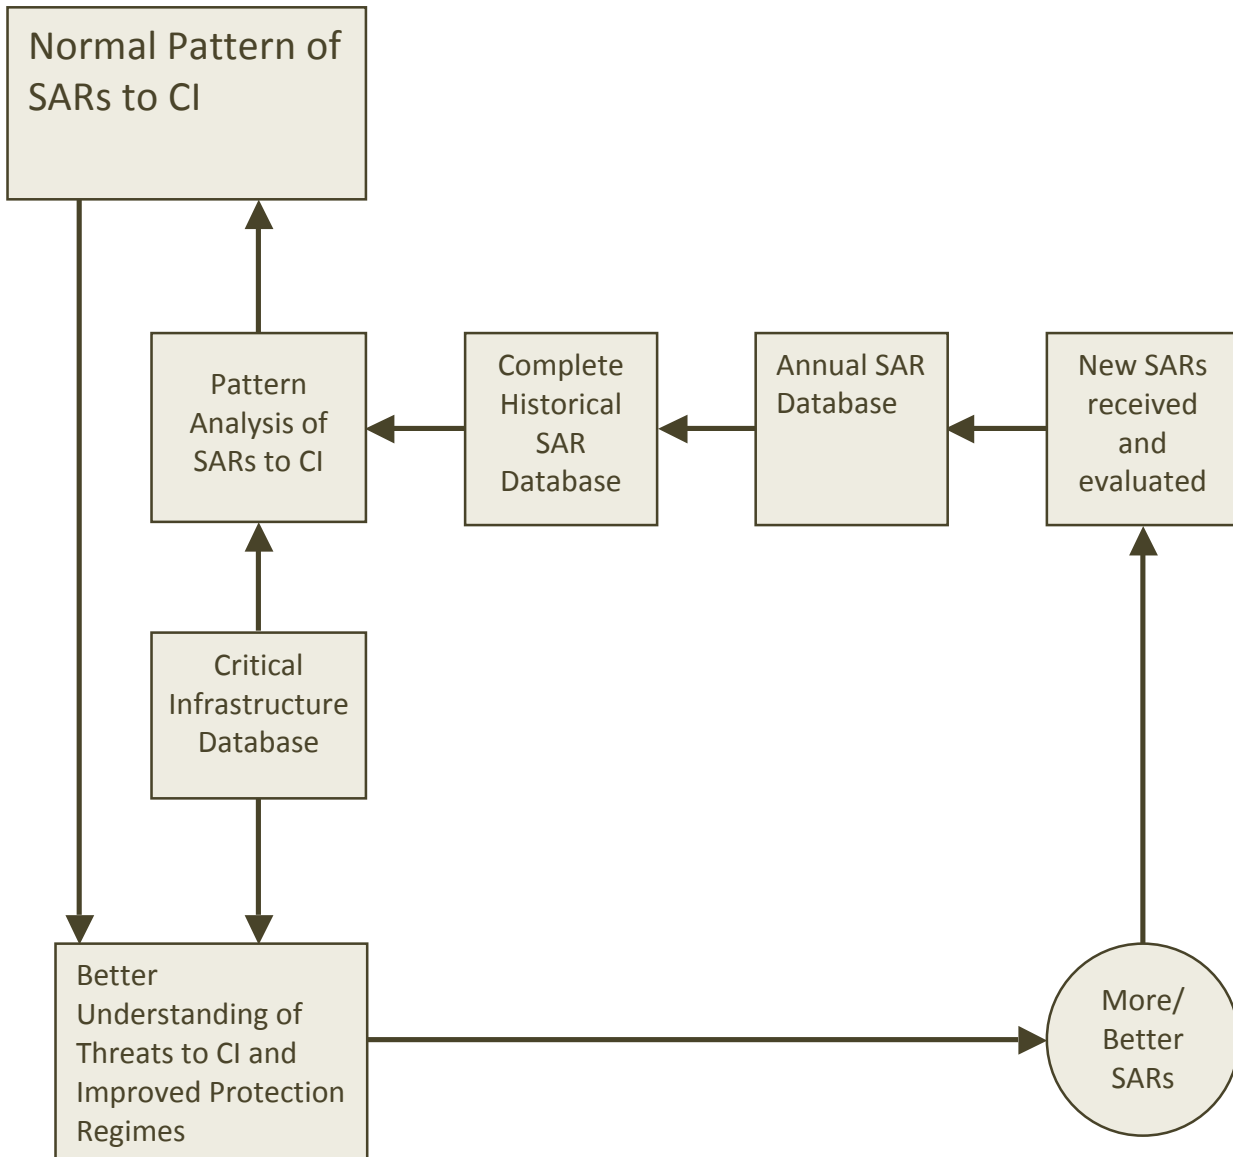 Normal Pattern of
SARs to CI
Pattern
Analysis of
SARs to CI
Complete
Historical
SAR
Database
Annual SAR
Database
New SARs
received
and
evaluated
Critical
Infrastructure
Database
Better
Understanding of
Threats to CI and
Improved Protection
Regimes
More/
Better
SARs